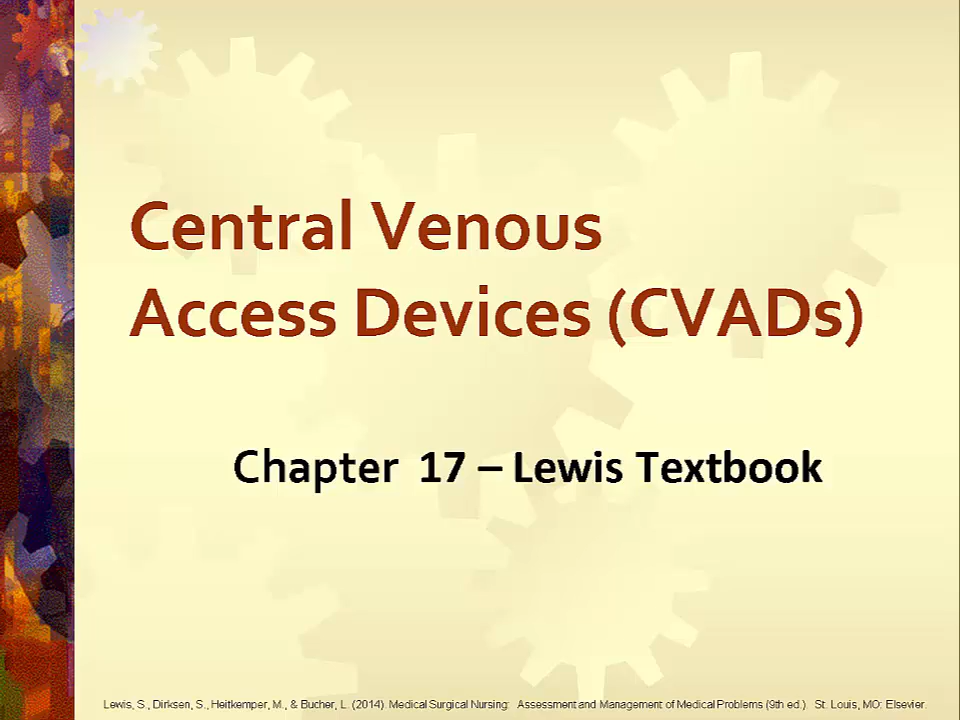 Central Venous
Access Devices (CVADs)
Chapter 17 – Lewis Textbook
Lewis, S., Dirksen, S., Heitkemper, M., & Bucher, L. (2014). Medical Surgical Nursing: Assessment and Management of Medical Problems (9th ed.). St. Louis, MO: Elsevier.